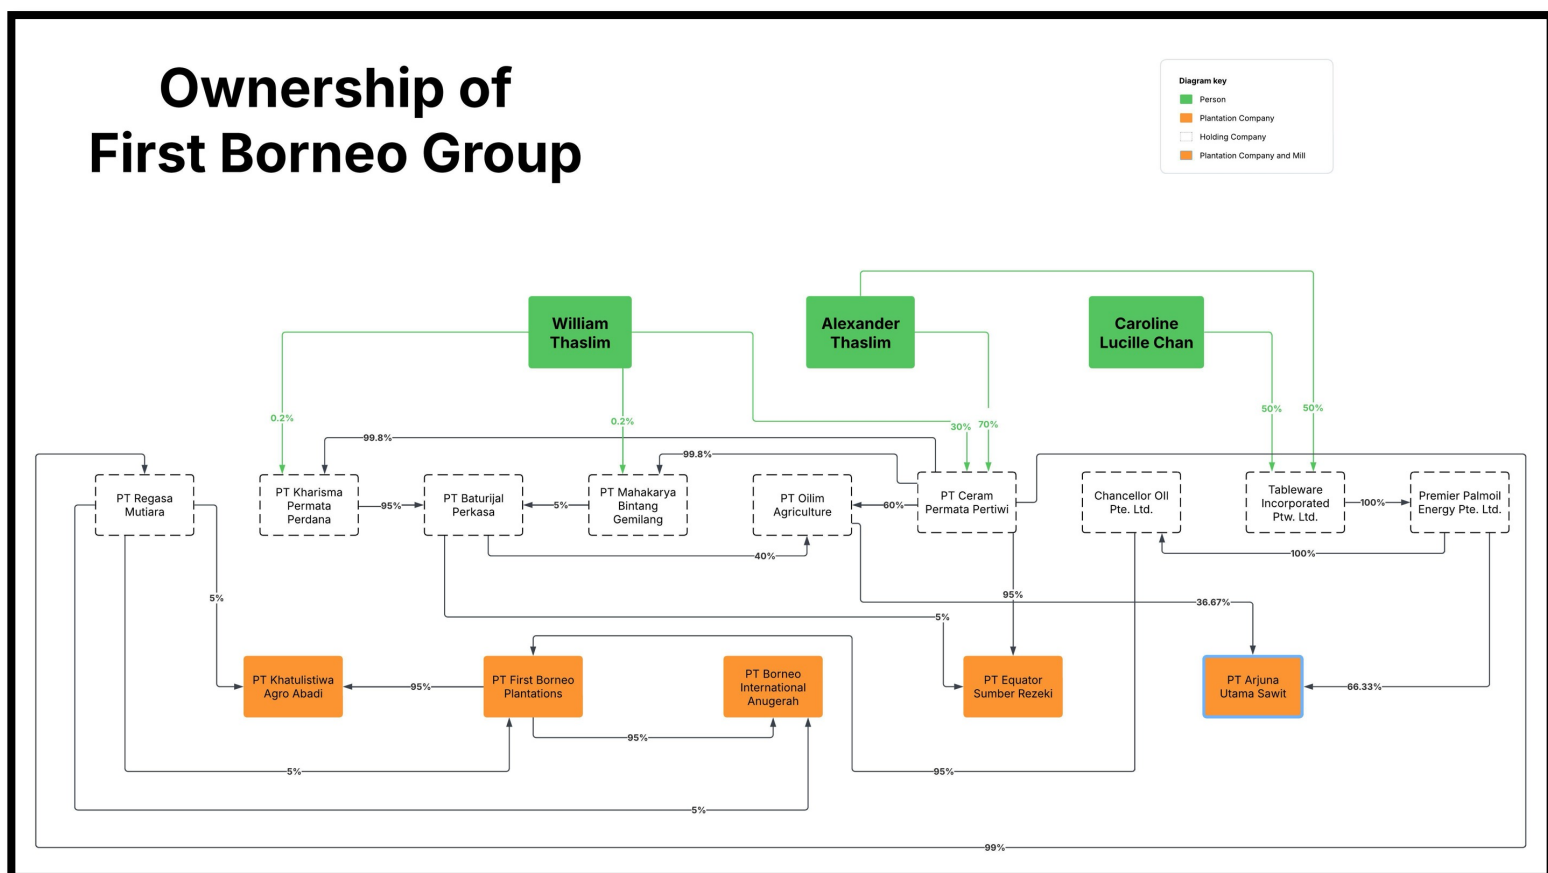 Ownership of
First Borneo Group
Diagram key
Person
Plantation Company
Holding Company
Plantation Company and Mill
William
Thaslim
Alexander
Thaslim
Caroline
Lucille Chan
0.2%
0.2%
30%
70%
50%
50%
99.8%
99.8%
PT Regasa
Mutiara
PT Kharisma
Permata
Perdana
95%
PT Baturijal
Perkasa
5%
PT Mahakarya
Bintang
Gemilang
PT Oilim
Agriculture
60%
PT Ceram
Permata Pertiwi
Chancellor OIl
Pte. Ltd.
Tableware
Incorporated
Ptw. Ltd.
100%
Premier Palmoil
Energy Pte. Ltd.
40%
100%
5%
95%
36.67%
5%
PT Khatulistiwa
Agro Abadi
95%
PT First Borneo
Plantations
PT Borneo
International
Anugerah
PT Equator
Sumber Rezeki
PT Arjuna
Utama Sawit
66.33%
95%
5%
95%
5%
99%